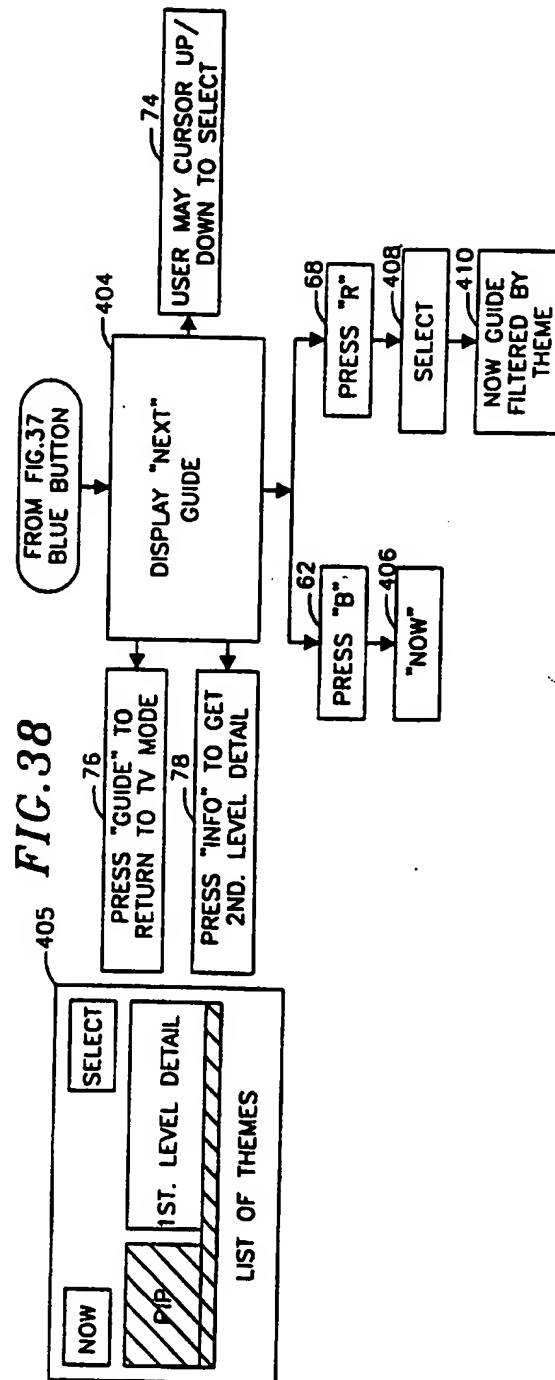 FIG.38
405
NOW
SELECT
PIP
1ST. LEVEL DETAIL
LIST OF THEMES
FROM FIG.37
BLUE BUTTON
404
DISPLAY "NEXT"
GUIDE
76
PRESS "GUIDE" TO
RETURN TO TV MODE
78
PRESS "INFO" TO GET
2ND. LEVEL DETAIL
74
USER MAY CURSOR UP/
DOWN TO SELECT
62
PRESS "B"
406
"NOW"
68
PRESS "R"
408
SELECT
410
NOW GUIDE
FILTERED BY
THEME